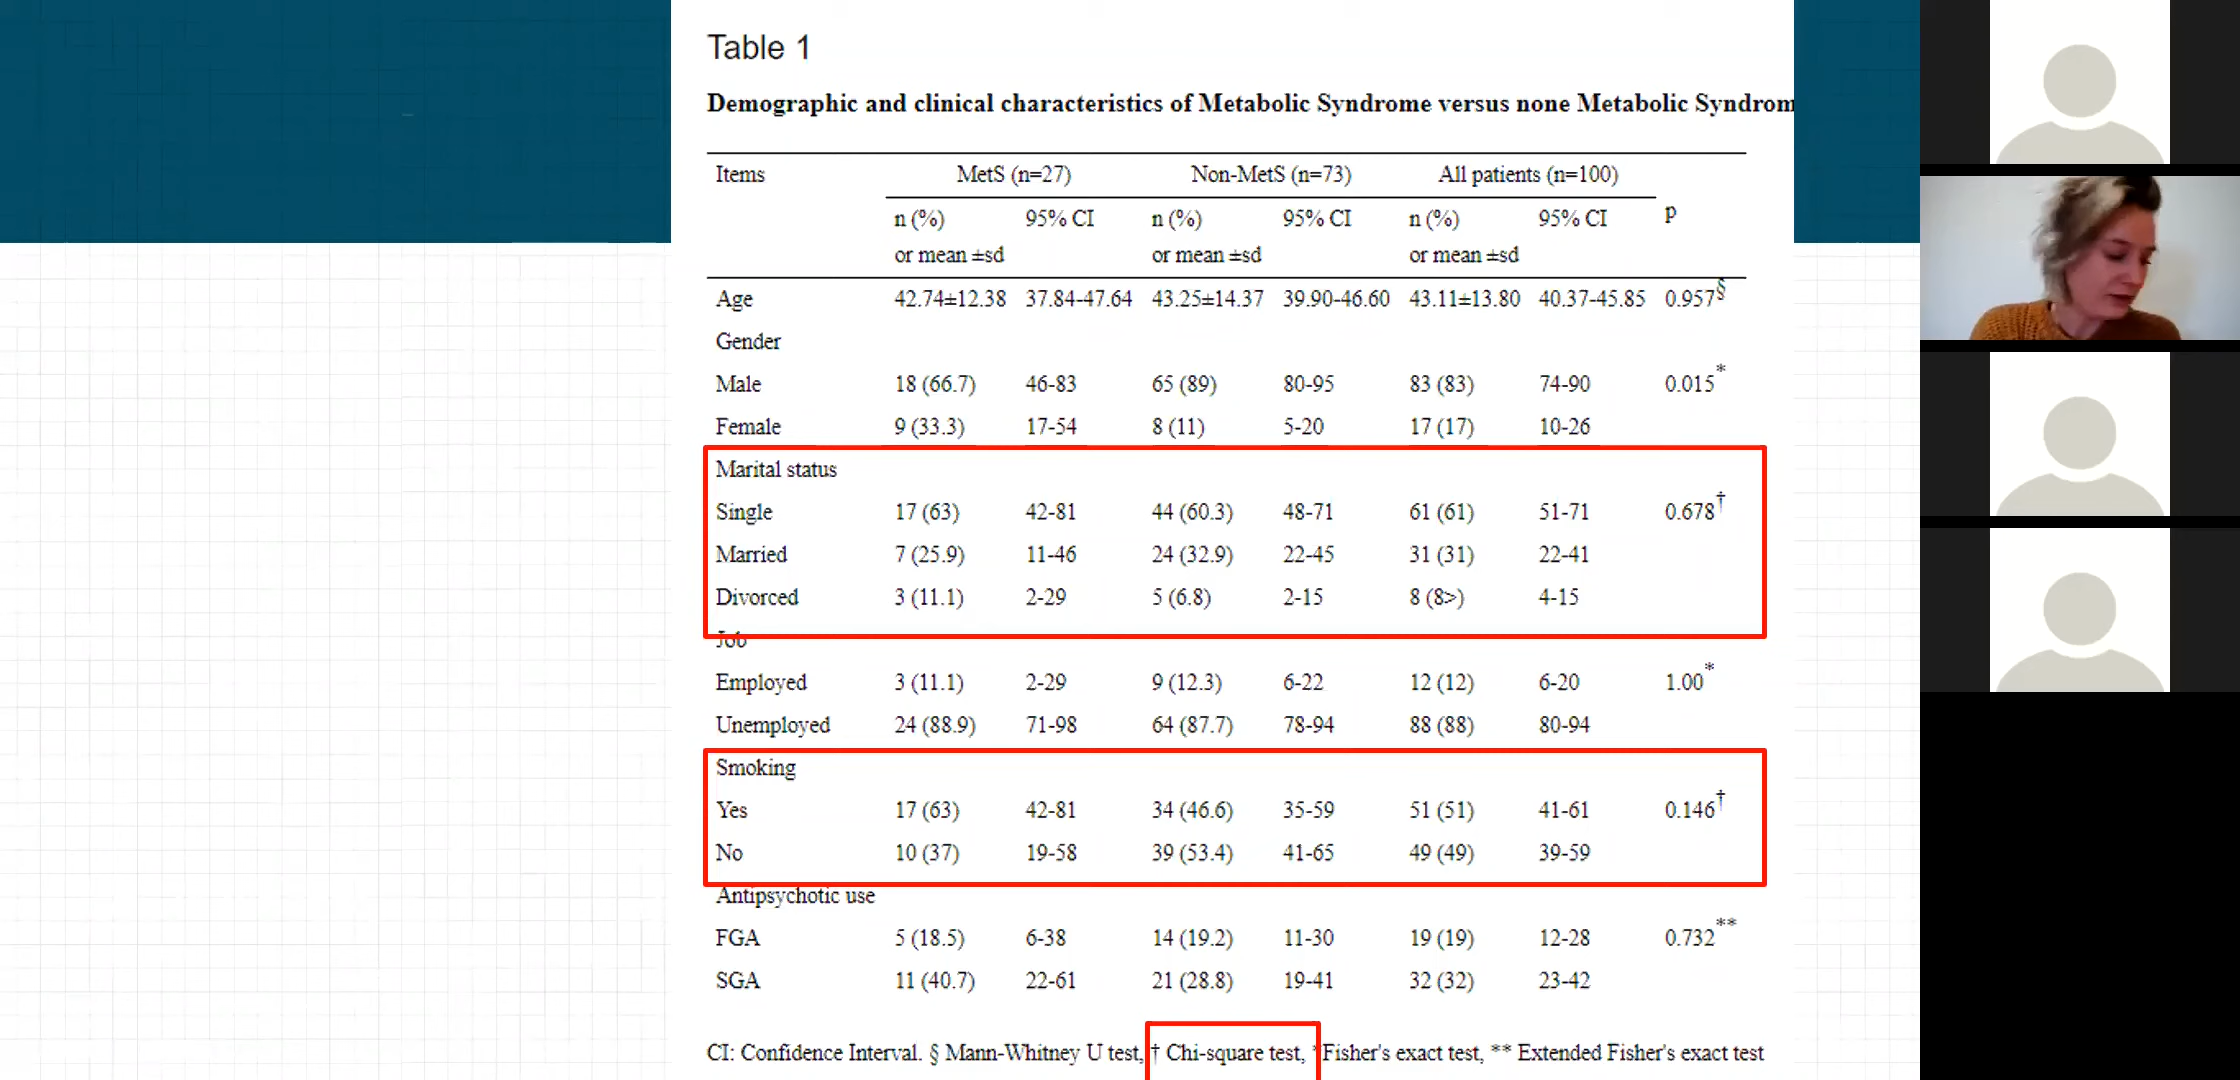 Table 1
Demographic and clinical characteristics of Metabolic Syndrome versus none Metabolic Syndrom
Items MetS (n=27) Non-MetS (n=73) All patients (n=100)
n (%) 95% CI n (%) 95% CI n (%) 95% CI p
or mean ±sd or mean ±sd or mean ±sd
Age 42.74±12.38 37.84-47.64 43.25±14.37 39.90-46.60 43.11±13.80 40.37-45.85 0.957§
Gender
Male 18 (66.7) 46-83 65 (89) 80-95 83 (83) 74-90 0.015*
Female 9 (33.3) 17-54 8 (11) 5-20 17 (17) 10-26
Marital status
Single 17 (63) 42-81 44 (60.3) 48-71 61 (61) 51-71 0.678†
Married 7 (25.9) 11-46 24 (32.9) 22-45 31 (31) 22-41
Divorced 3 (11.1) 2-29 5 (6.8) 2-15 8 (8>) 4-15
Job
Employed 3 (11.1) 2-29 9 (12.3) 6-22 12 (12) 6-20 1.00*
Unemployed 24 (88.9) 71-98 64 (87.7) 78-94 88 (88) 80-94
Smoking
Yes 17 (63) 42-81 34 (46.6) 35-59 51 (51) 41-61 0.146†
No 10 (37) 19-58 39 (53.4) 41-65 49 (49) 39-59
Antipsychotic use
FGA 5 (18.5) 6-38 14 (19.2) 11-30 19 (19) 12-28 0.732**
SGA 11 (40.7) 22-61 21 (28.8) 19-41 32 (32) 23-42
CI: Confidence Interval. § Mann-Whitney U test, † Chi-square test, *Fisher's exact test, ** Extended Fisher's exact test